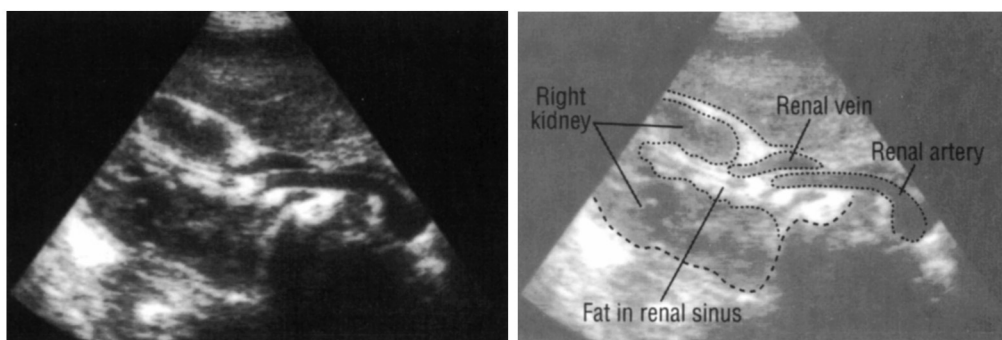 Right
kidney
Renal vein
Renal artery
Fat in renal sinus